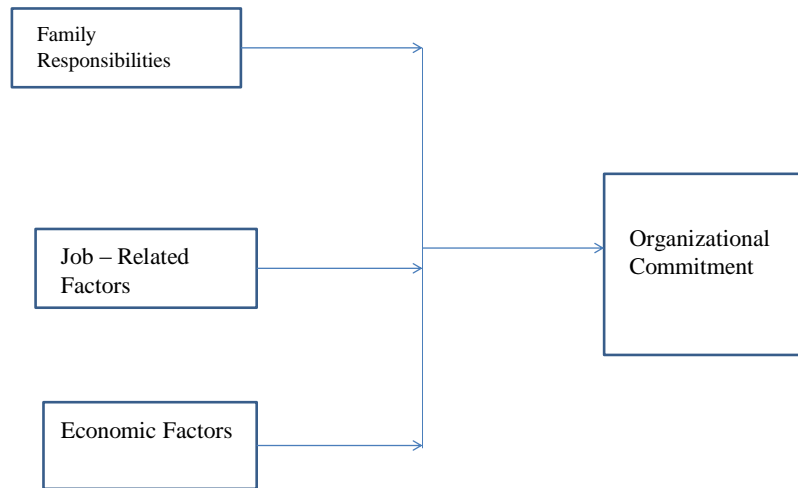 Family
Responsibilities
Job – Related
Factors
Organizational
Commitment
Economic Factors